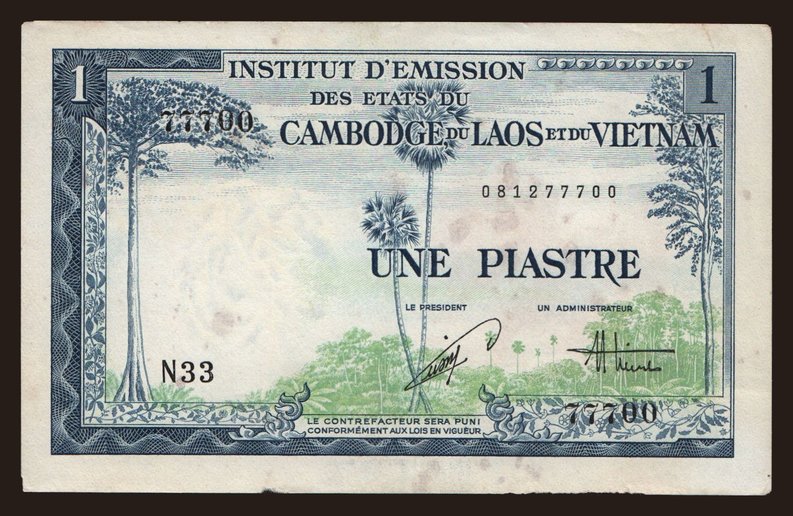 1 INSTITUT D'EMISSION 1
DES ETATS DU
77700
CAMBODGE, DU LAOS ET DU VIETNAM
081277700
UNE PIASTRE
LE PRESIDENT UN ADMINISTRATEUR
N33
77700
LE CONTREFACTEUR SERA PUNI
CONFORMÉMENT AUX LOIS EN VIGUEUR